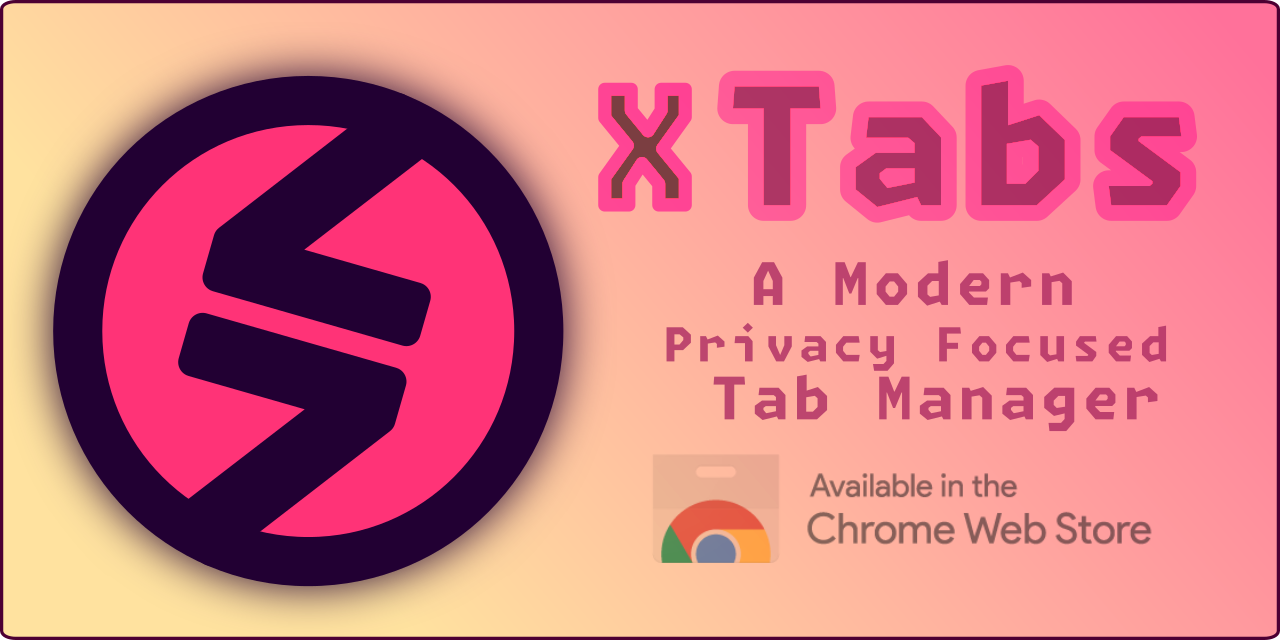 XTabs
A Modern
Privacy Focused
Tab Manager
Available in the
Chrome Web Store